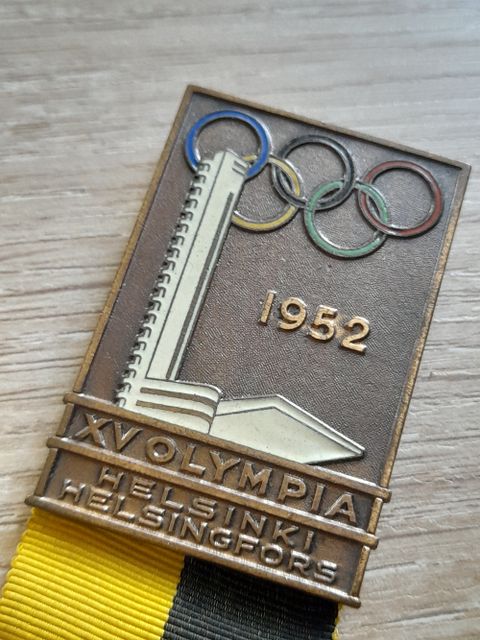 1952
XV OLYMPIA
HELSINKI
HELSINGFORS